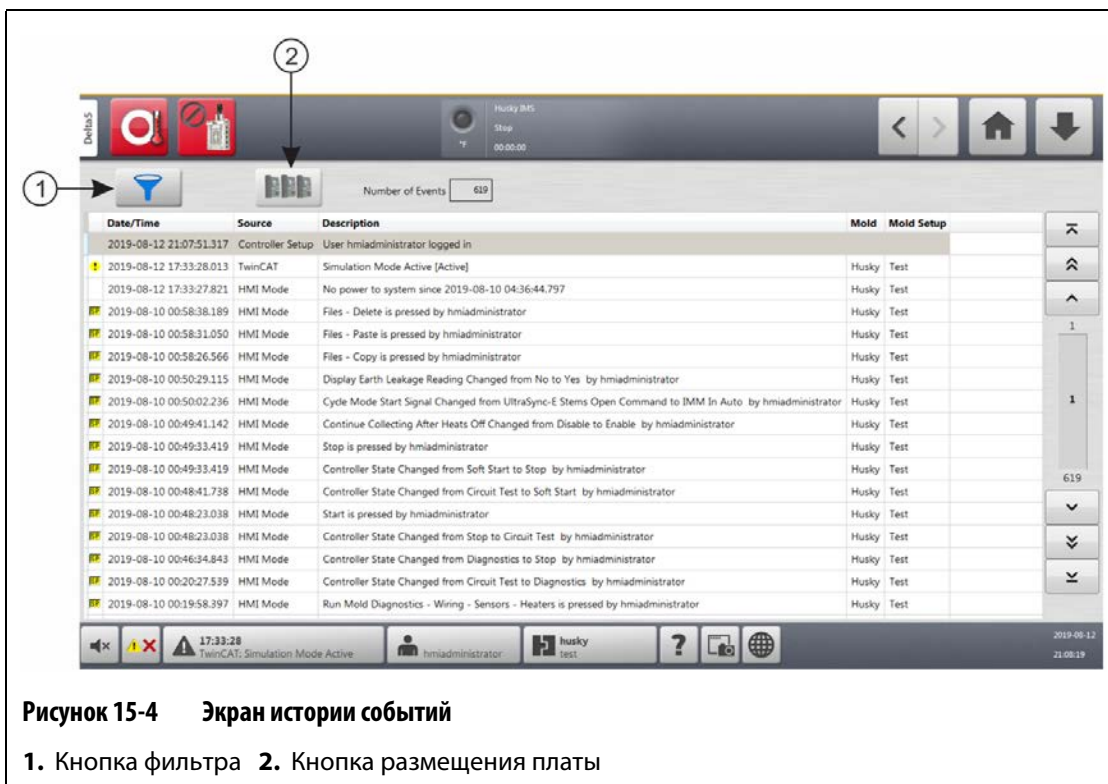 2
Delta5
Husky IMS
Stop
°F 00:00:00
1
Number of Events 619
Date/Time Source Description Mold Mold Setup
2019-08-12 21:07:51.317 Controller Setup User hmiadministrator logged in
2019-08-12 17:33:28.013 TwinCAT Simulation Mode Active [Active] Husky Test
2019-08-12 17:33:27.821 HMI Mode No power to system since 2019-08-10 04:36:44.797 Husky Test
2019-08-10 00:58:38.189 HMI Mode Files - Delete is pressed by hmiadministrator Husky Test
2019-08-10 00:58:31.050 HMI Mode Files - Paste is pressed by hmiadministrator Husky Test
2019-08-10 00:58:26.566 HMI Mode Files - Copy is pressed by hmiadministrator Husky Test
2019-08-10 00:50:29.115 HMI Mode Display Earth Leakage Reading Changed from No to Yes by hmiadministrator Husky Test
2019-08-10 00:50:02.236 HMI Mode Cycle Mode Start Signal Changed from UltraSync-E Stems Open Command to IMM In Auto by hmiadministrator Husky Test
2019-08-10 00:49:41.142 HMI Mode Continue Collecting After Heats Off Changed from Disable to Enable by hmiadministrator Husky Test
2019-08-10 00:49:33.419 HMI Mode Stop is pressed by hmiadministrator Husky Test
2019-08-10 00:49:33.419 HMI Mode Controller State Changed from Soft Start to Stop by hmiadministrator Husky Test
2019-08-10 00:48:41.738 HMI Mode Controller State Changed from Circuit Test to Soft Start by hmiadministrator Husky Test
2019-08-10 00:48:23.038 HMI Mode Start is pressed by hmiadministrator Husky Test
2019-08-10 00:48:23.038 HMI Mode Controller State Changed from Stop to Circuit Test by hmiadministrator Husky Test
2019-08-10 00:46:34.843 HMI Mode Controller State Changed from Diagnostics to Stop by hmiadministrator Husky Test
2019-08-10 00:20:27.539 HMI Mode Controller State Changed from Circuit Test to Diagnostics by hmiadministrator Husky Test
2019-08-10 00:19:58.397 HMI Mode Run Mold Diagnostics - Wiring - Sensors - Heaters is pressed by hmiadministrator Husky Test
1
1
619
17:33:28
TwinCAT: Simulation Mode Active
hmiadministrator
husky
test
?
2019-08-12
21:08:19
Рисунок 15-4 Экран истории событий
1. Кнопка фильтра 2. Кнопка размещения платы